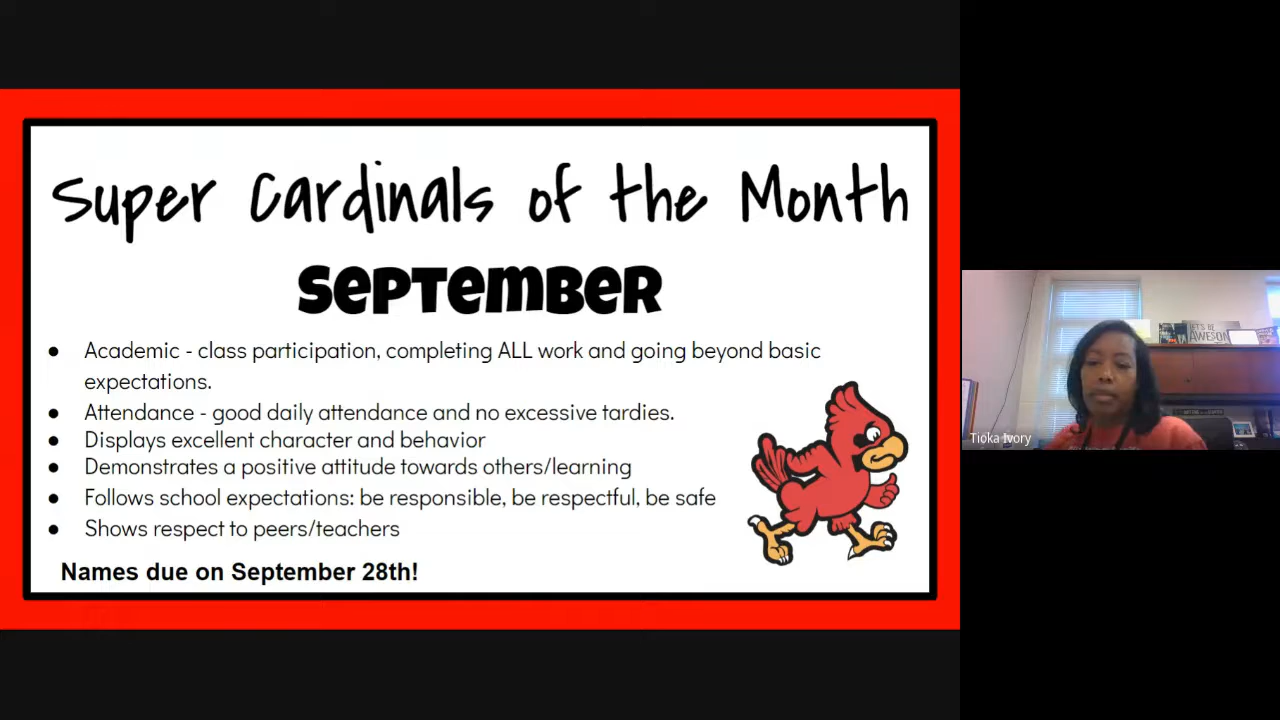 Super Cardinals of the Month
SEPTEMBER
● Academic - class participation, completing ALL work and going beyond basic
expectations.
● Attendance - good daily attendance and no excessive tardies.
● Displays excellent character and behavior
● Demonstrates a positive attitude towards others/learning
● Follows school expectations: be responsible, be respectful, be safe
● Shows respect to peers/teachers
Names due on September 28th!
LET'S BE
AWESOM
Tioka Ivory